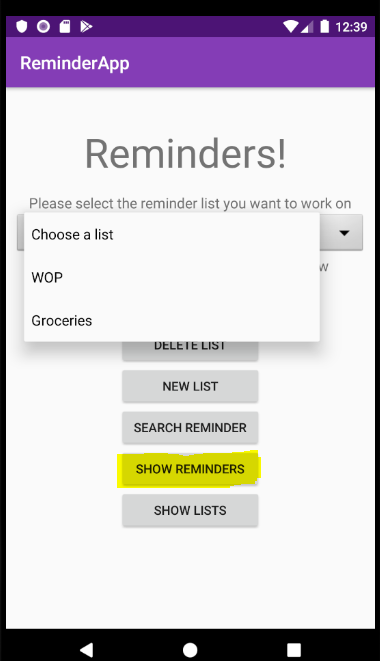 12:39
ReminderApp
Reminders!
Please select the reminder list you want to work on
Choose a list
WOP
Groceries
DELETE LIST
NEW LIST
SEARCH REMINDER
SHOW REMINDERS
SHOW LISTS